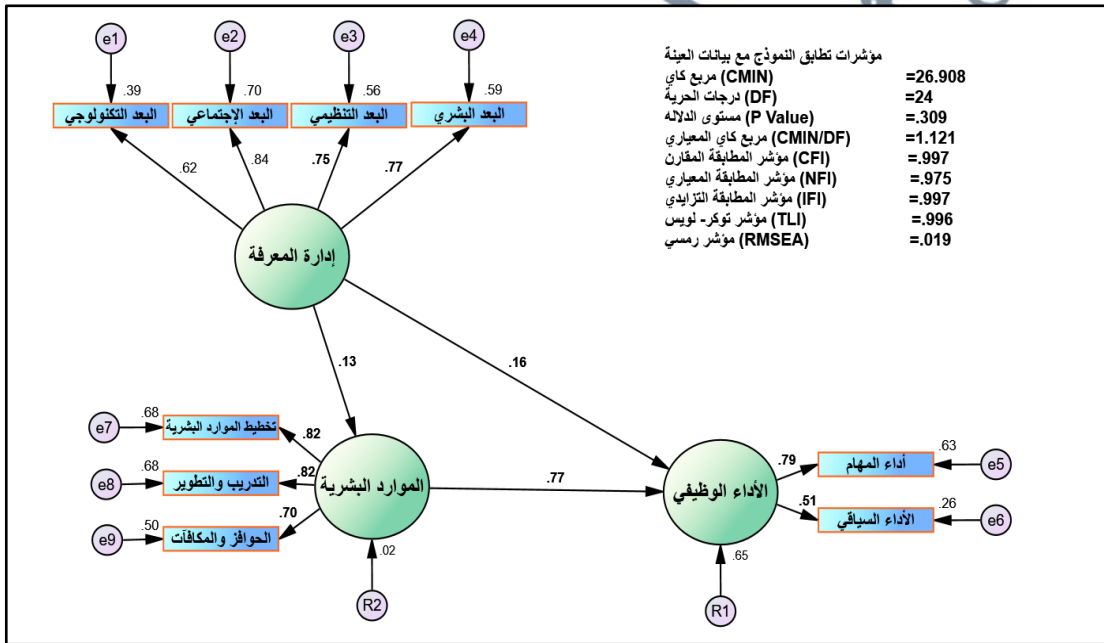 e1
e2
e3
e4
.39
.70
.56
.59
البعد التكنولوجي
البعد الإجتماعي
البعد التنظيمي
البعد البشري
.62
.84
.75
.77
إدارة المعرفة
مؤشرات تطابق النموذج مع بيانات العينة
مربع كاي (CMIN) =26.908
درجات الحرية (DF) =24
مستوى الدلاله (P Value) =.309
مربع كاي المعياري (CMIN/DF) =1.121
مؤشر المطابقة المقارن (CFI) =.997
مؤشر المطابقة المعياري (NFI) =.975
مؤشر المطابقة التزايدي (IFI) =.997
مؤشر توكر- لويس (TLI) =.996
مؤشر رمسي (RMSEA) =.019
.13
.16
e7
.68
تخطيط الموارد البشرية
.82
e8
.68
التدريب والتطوير
.82
e9
.50
الحوافز والمكافآت
.70
الموارد البشرية
.02
R2
.77
الأداء الوظيفي
.65
R1
.79
أداء المهام
.63
e5
.51
الأداء السياقي
.26
e6